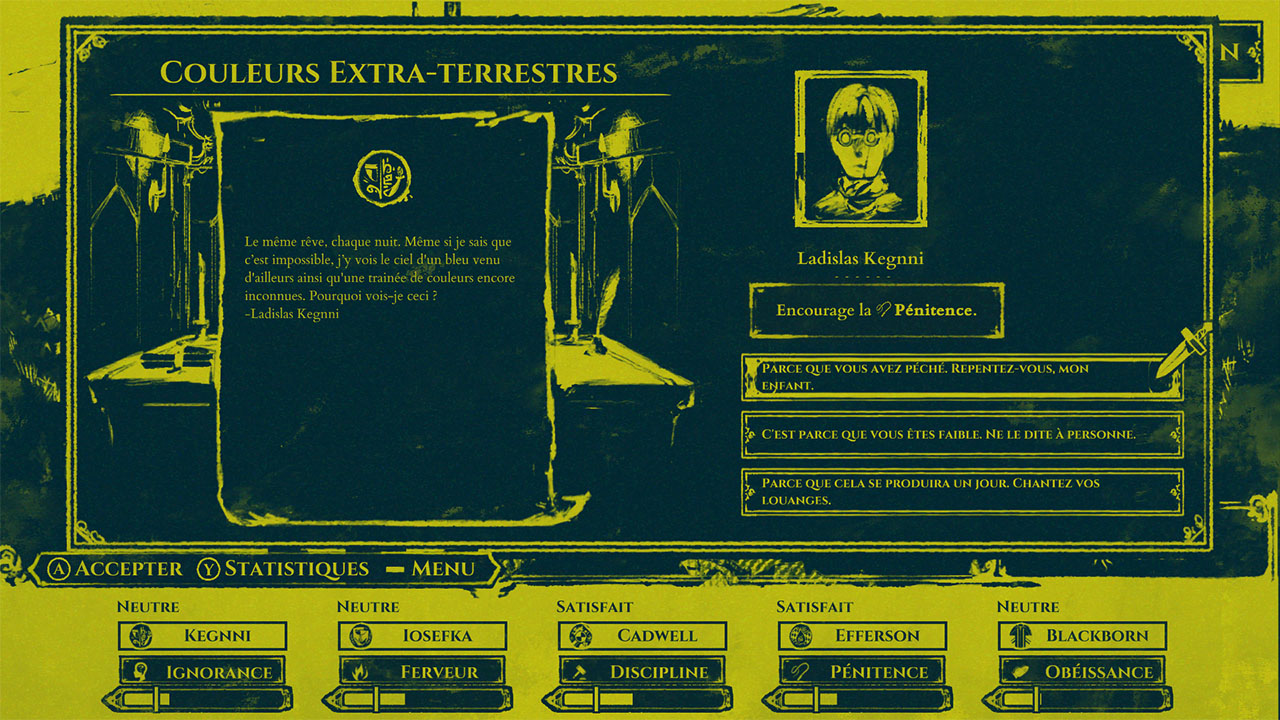 N
Couleurs Extra-terrestres
Le même rêve, chaque nuit. Même si je sais que
c'est impossible, j'y vois le ciel d'un bleu venu
d'ailleurs ainsi qu'une trainée de couleurs encore
inconnues. Pourquoi vois-je ceci ?
-Ladislas Kegnni
Ladislas Kegnni
Encourage la Pénitence.
Parce que vous avez péché. Repentez-vous, mon
enfant.
C'est parce que vous êtes faible. Ne le dite à personne.
Parce que cela se produira un jour. Chantez vos
louanges.
A Accepter Y Statistiques Menu
Neutre Neutre Satisfait Satisfait Neutre
Kegnni Iosefka Cadwell Efferson Blackborn
Ignorance Ferveur Discipline Pénitence Obéissance